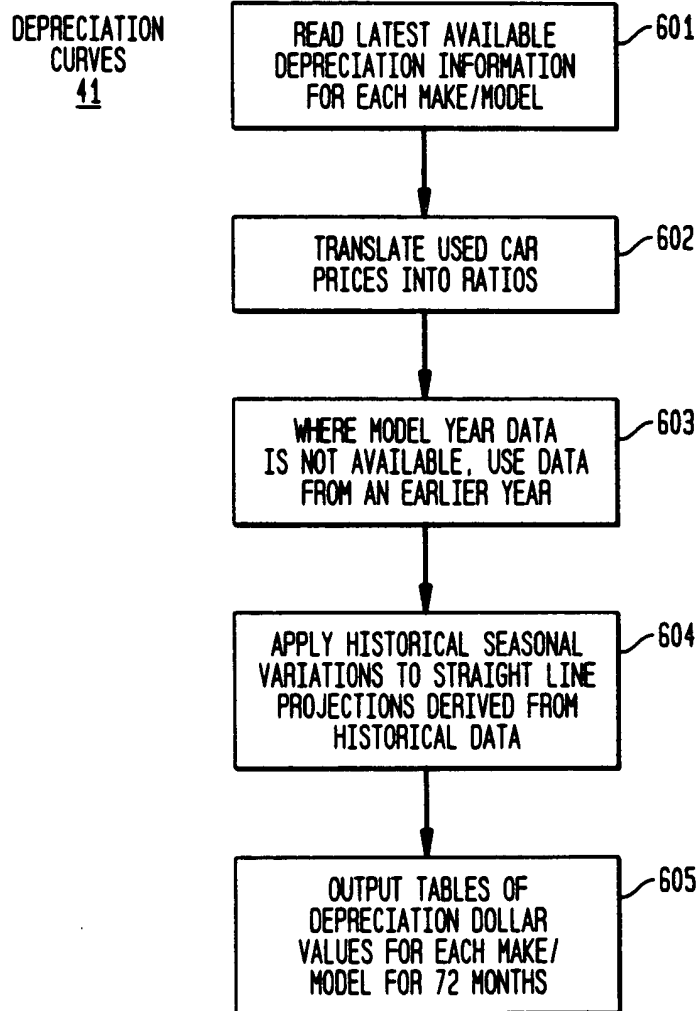 DEPRECIATION
CURVES
41
READ LATEST AVAILABLE
DEPRECIATION INFORMATION
FOR EACH MAKE/MODEL
601
TRANSLATE USED CAR
PRICES INTO RATIOS
602
WHERE MODEL YEAR DATA
IS NOT AVAILABLE, USE DATA
FROM AN EARLIER YEAR
603
APPLY HISTORICAL SEASONAL
VARIATIONS TO STRAIGHT LINE
PROJECTIONS DERIVED FROM
HISTORICAL DATA
604
OUTPUT TABLES OF
DEPRECIATION DOLLAR
VALUES FOR EACH MAKE/
MODEL FOR 72 MONTHS
605